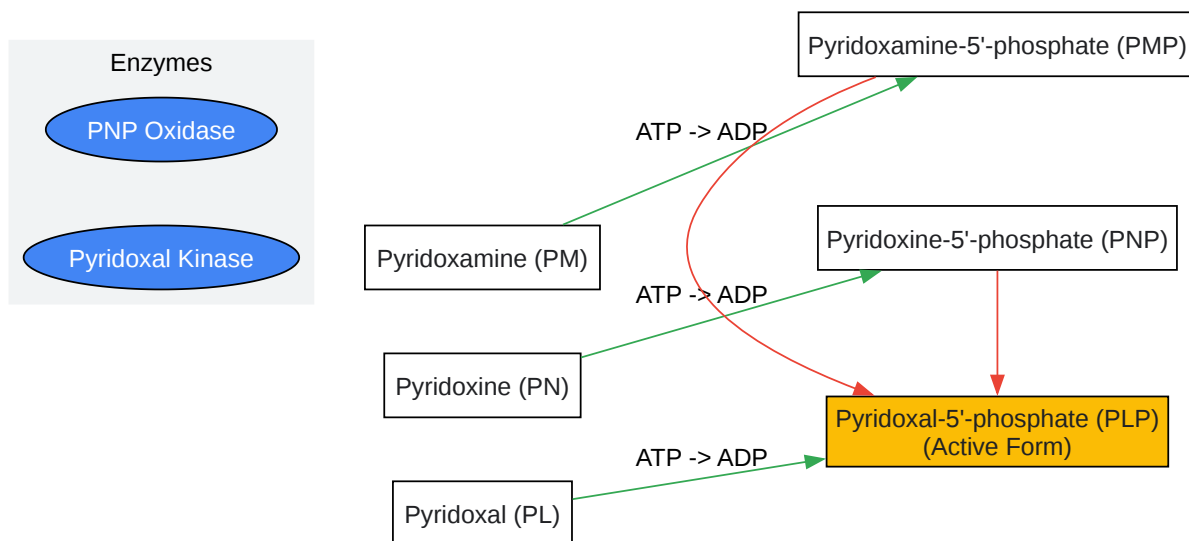 Enzymes
PNP Oxidase
Pyridoxal Kinase
Pyridoxamine-5'-phosphate (PMP)
ATP -> ADP
Pyridoxamine (PM)
Pyridoxine-5'-phosphate (PNP)
ATP -> ADP
Pyridoxine (PN)
Pyridoxal-5'-phosphate (PLP)
(Active Form)
ATP -> ADP
Pyridoxal (PL)